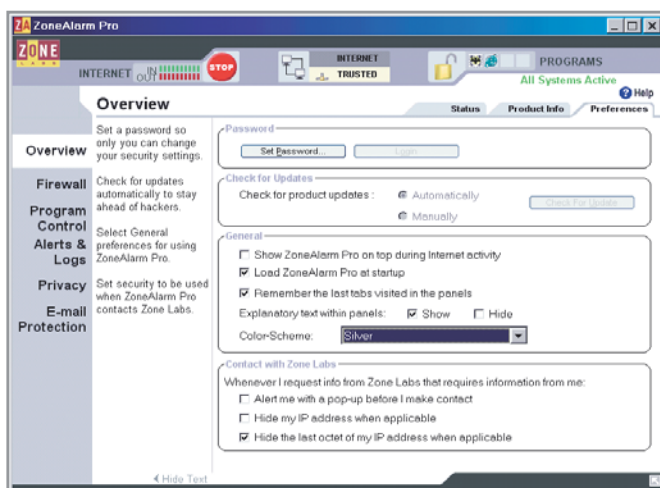 ZA ZoneAlarm Pro
ZONE
LABS
INTERNET IN OUT
STOP
INTERNET
TRUSTED
PROGRAMS
All Systems Active
Help
Overview
Status
Product Info
Preferences
Overview
Firewall
Program
Control
Alerts &
Logs
Privacy
E-mail
Protection
Set a password so
only you can change
your security settings.
Check for updates
automatically to stay
ahead of hackers.
Select General
preferences for using
ZoneAlarm Pro.
Set security to be used
when ZoneAlarm Pro
contacts Zone Labs.
Hide Text
Password
Set Password...
Login
Check for Updates
Check for product updates :
Automatically
Manually
Check For Update
General
Show ZoneAlarm Pro on top during Internet activity
Load ZoneAlarm Pro at startup
Remember the last tabs visited in the panels
Explanatory text within panels: Show Hide
Color-Scheme: Silver
Contact with Zone Labs
Whenever I request info from Zone Labs that requires information from me:
Alert me with a pop-up before I make contact
Hide my IP address when applicable
Hide the last octet of my IP address when applicable